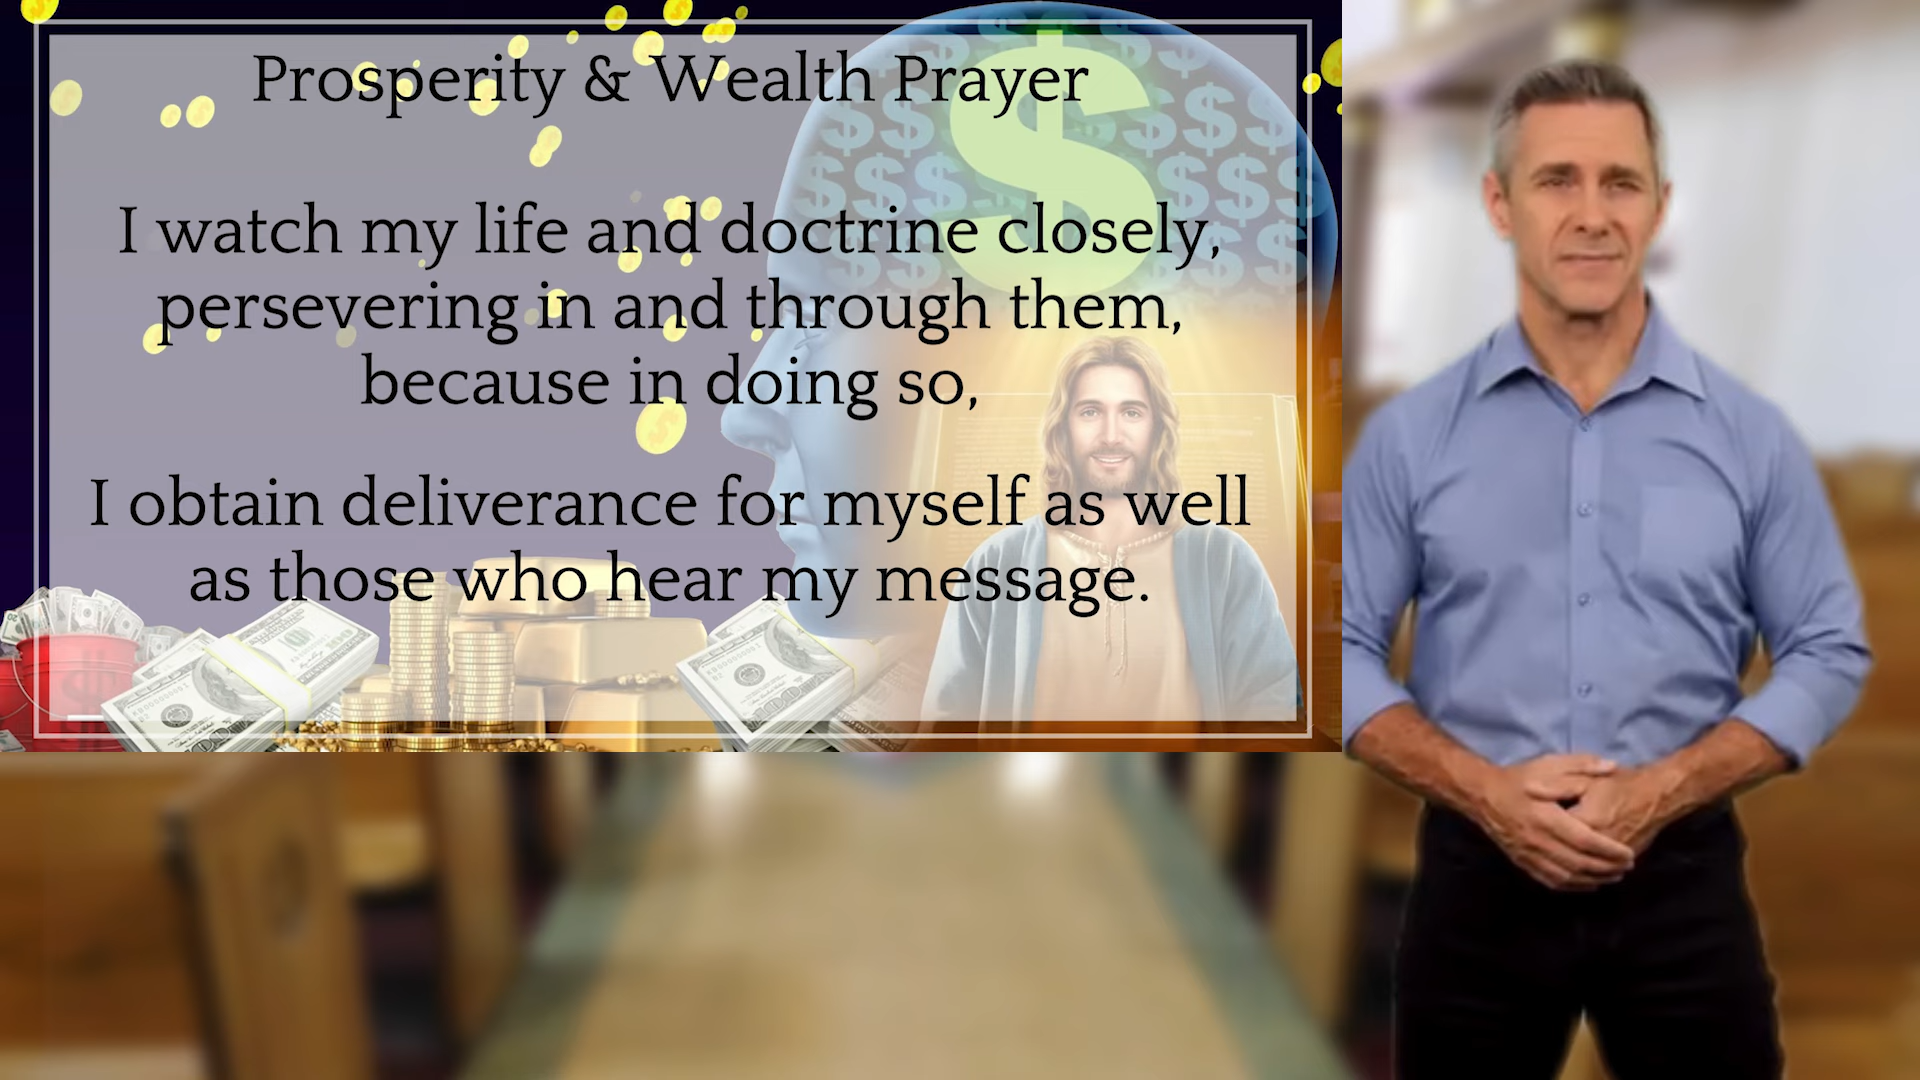 Prosperity & Wealth Prayer
I watch my life and doctrine closely,
persevering in and through them,
because in doing so,
I obtain deliverance for myself as well
as those who hear my message.